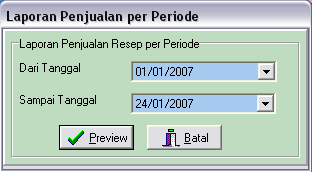 Laporan Penjualan per Periode
Laporan Penjualan Resep per Periode
Dari Tanggal 01/01/2007
Sampai Tanggal 24/01/2007
Preview Batal